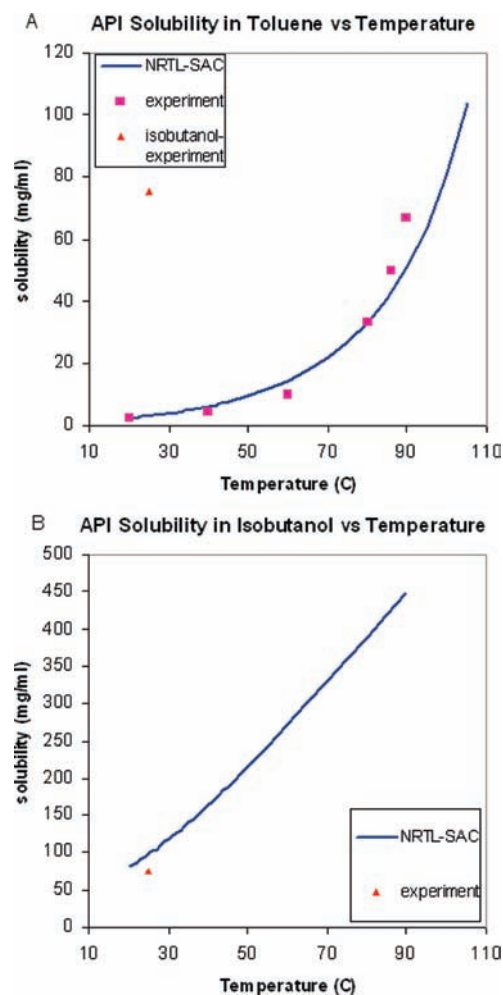 A
API Solubility in Toluene vs Temperature
120
100
80
60
40
20
0
solubility (mg/ml)
NRTL-SAC
experiment
isobutanol-
experiment
10 30 50 70 90 110
Temperature (C)
B
API Solubility in Isobutanol vs Temperature
500
450
400
350
300
250
200
150
100
50
0
solubility (mg/ml)
NRTL-SAC
experiment
10 30 50 70 90 110
Temperature (C)